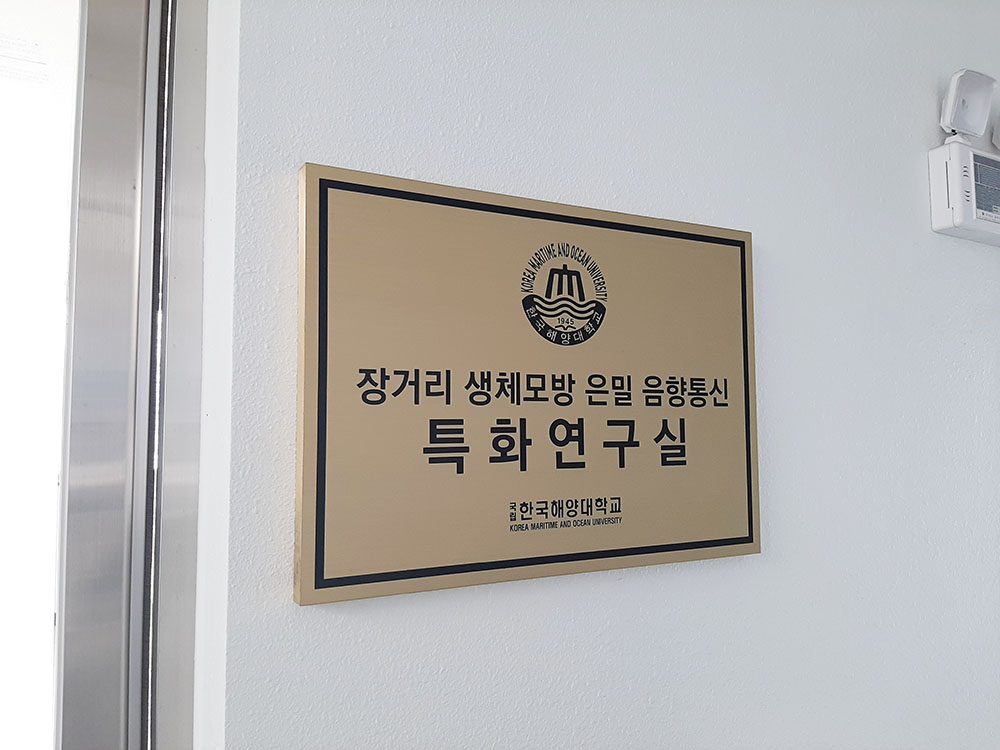 KOREA MARITIME AND OCEAN UNIVERSITY
1945
한국해양대학교
장거리 생체모방 은밀 음향통신
특화연구실
국립 한국해양대학교
KOREA MARITIME AND OCEAN UNIVERSITY